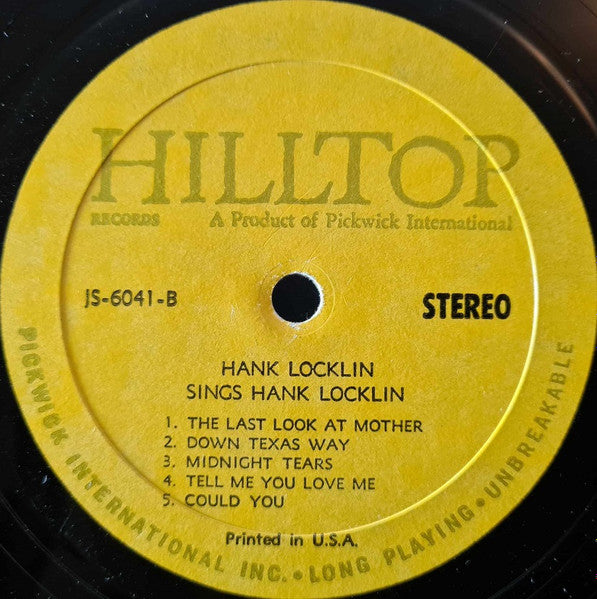 HILLTOP
RECORDS A Product of Pickwick International
JS-6041-B STEREO
HANK LOCKLIN
SINGS HANK LOCKLIN
1. THE LAST LOOK AT MOTHER
2. DOWN TEXAS WAY
3. MIDNIGHT TEARS
4. TELL ME YOU LOVE ME
5. COULD YOU
Printed in U.S.A.
PICKWICK INTERNATIONAL INC. • LONG PLAYING • UNBREAKABLE